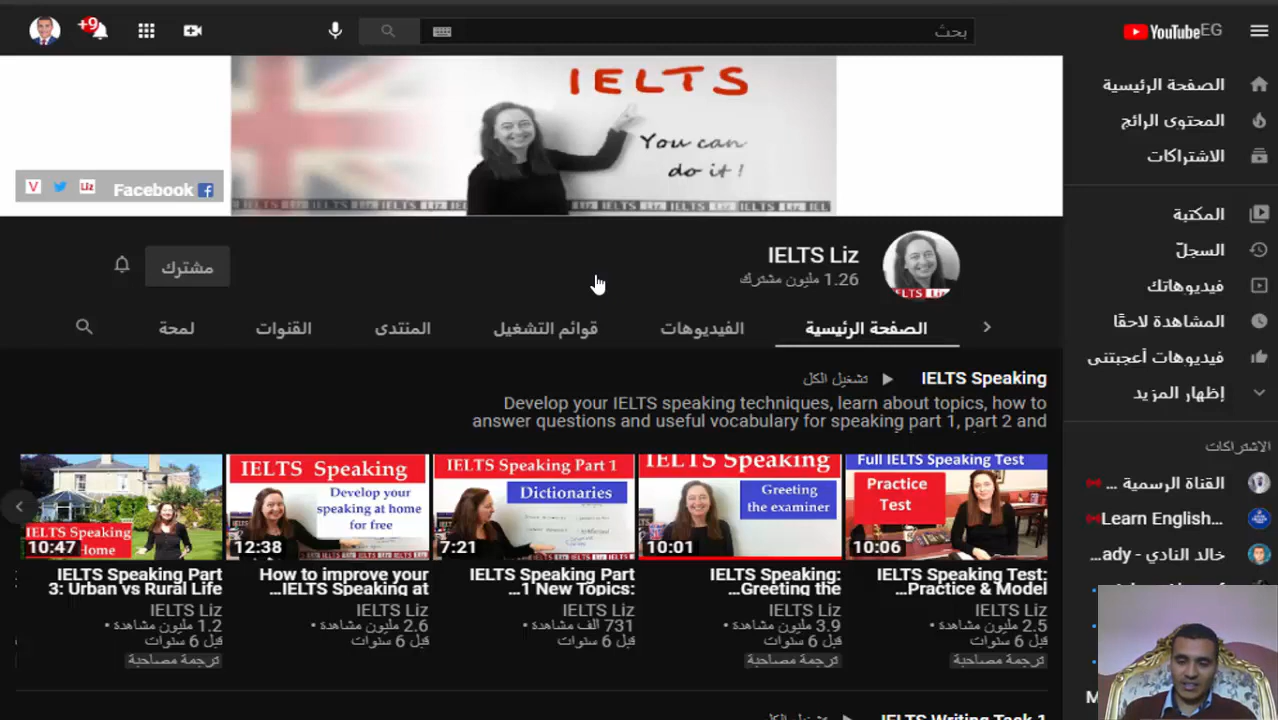 +9
بحث
YouTube EG
IELTS
You can
do it!
Facebook
IELTS Liz
1.26 مليون مشترك
مشترك
الصفحة الرئيسية
الفيديوهات
قوائم التشغيل
المنتدى
القنوات
لمحة
الصفحة الرئيسية
المحتوى الرائج
الاشتراكات
المكتبة
السجلّ
فيديوهاتك
المشاهدة لاحقًا
فيديوهات أعجبتني
إظهار المزيد
الاشتراكات
القناة الرسمية ...
Learn English...
خالد النادي - ady...
IELTS Speaking
تشغيل الكل
Develop your IELTS speaking techniques, learn about topics, how to
answer questions and useful vocabulary for speaking part 1, part 2 and
Full IELTS Speaking Test
Practice
Test
10:06
IELTS Speaking Test:
Practice & Model...
IELTS Liz
2.5 مليون مشاهدة •
قبل 6 سنوات
ترجمة مصاحبة
IELTS Speaking
Greeting
the examiner
10:01
IELTS Speaking:
Greeting the...
IELTS Liz
3.9 مليون مشاهدة •
قبل 6 سنوات
ترجمة مصاحبة
IELTS Speaking Part 1
Dictionaries
7:21
IELTS Speaking Part
1 New Topics:...
IELTS Liz
731 ألف مشاهدة •
قبل 6 سنوات
IELTS Speaking
Develop your
speaking at home
for free
12:38
How to improve your
IELTS Speaking at...
IELTS Liz
2.6 مليون مشاهدة •
قبل 6 سنوات
IELTS Speaking
Home
10:47
IELTS Speaking Part
3: Urban vs Rural Life
IELTS Liz
1.2 مليون مشاهدة •
قبل 6 سنوات
ترجمة مصاحبة
IELTS Writing Task 1
تشغيل الكل